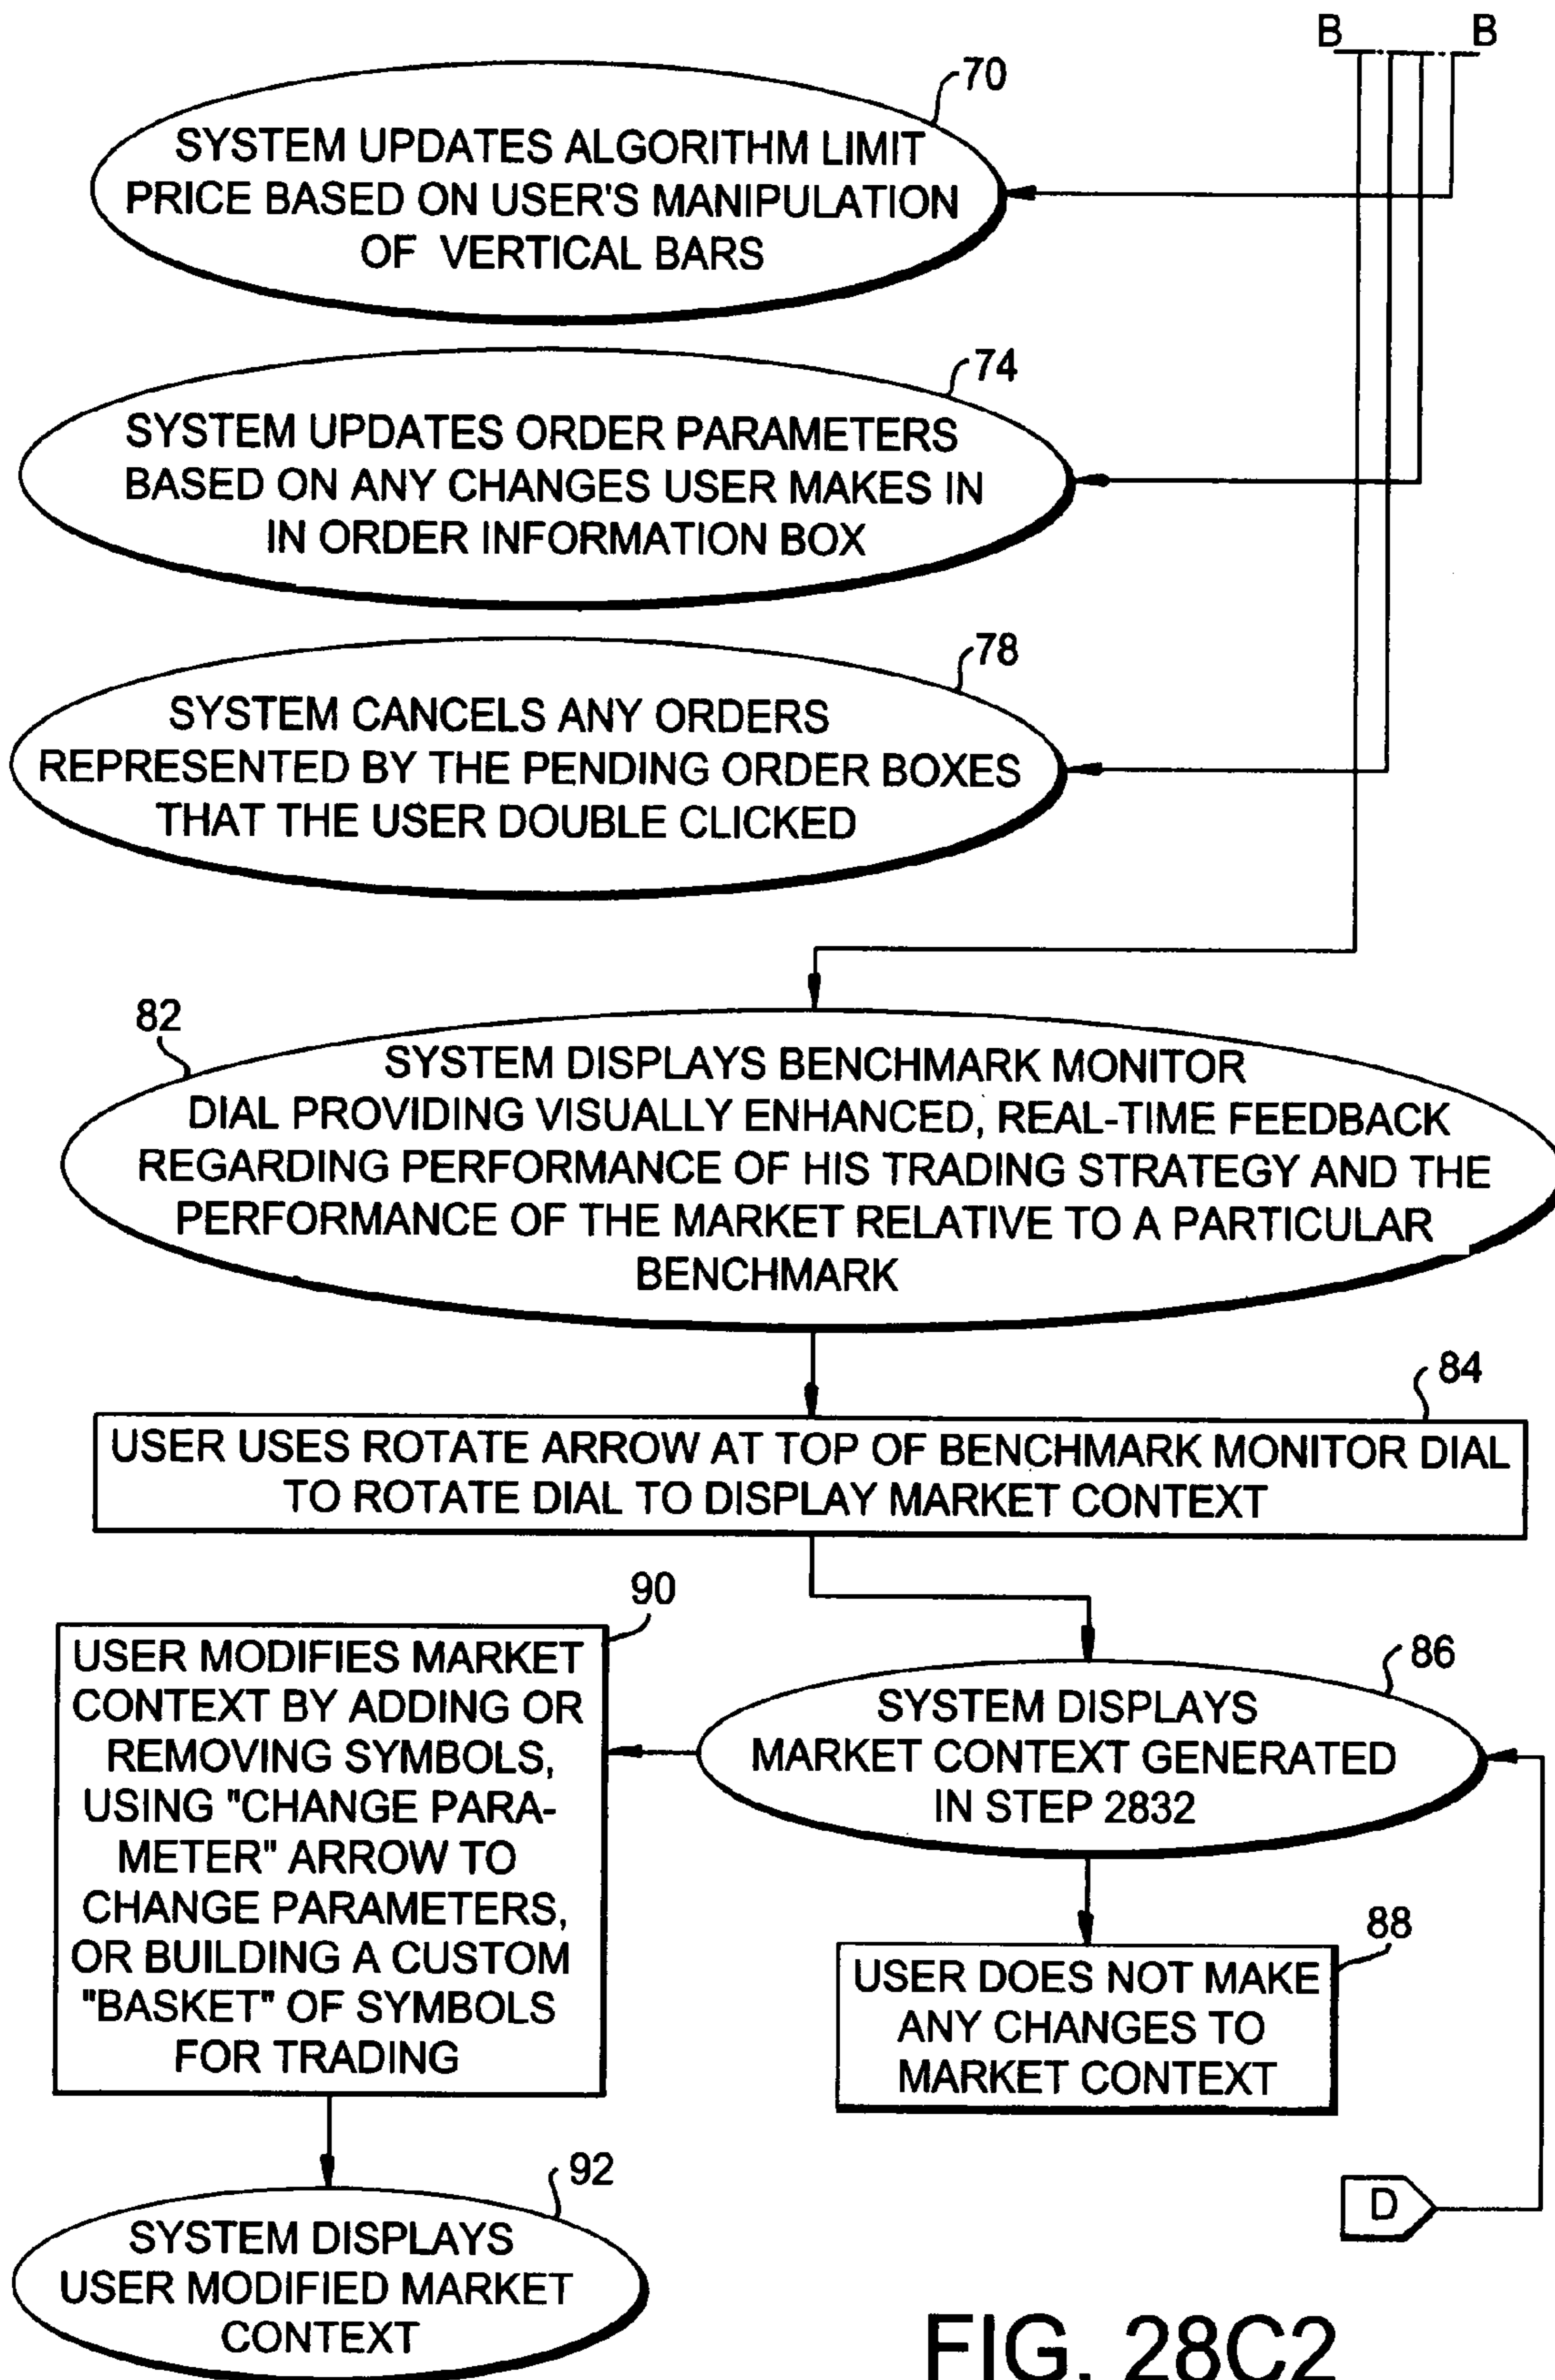 B B
70
SYSTEM UPDATES ALGORITHM LIMIT
PRICE BASED ON USER'S MANIPULATION
OF VERTICAL BARS
74
SYSTEM UPDATES ORDER PARAMETERS
BASED ON ANY CHANGES USER MAKES IN
IN ORDER INFORMATION BOX
78
SYSTEM CANCELS ANY ORDERS
REPRESENTED BY THE PENDING ORDER BOXES
THAT THE USER DOUBLE CLICKED
82
SYSTEM DISPLAYS BENCHMARK MONITOR
DIAL PROVIDING VISUALLY ENHANCED, REAL-TIME FEEDBACK
REGARDING PERFORMANCE OF HIS TRADING STRATEGY AND THE
PERFORMANCE OF THE MARKET RELATIVE TO A PARTICULAR
BENCHMARK
84
USER USES ROTATE ARROW AT TOP OF BENCHMARK MONITOR DIAL
TO ROTATE DIAL TO DISPLAY MARKET CONTEXT
90
USER MODIFIES MARKET
CONTEXT BY ADDING OR
REMOVING SYMBOLS,
USING "CHANGE PARA-
METER" ARROW TO
CHANGE PARAMETERS,
OR BUILDING A CUSTOM
"BASKET" OF SYMBOLS
FOR TRADING
86
SYSTEM DISPLAYS
MARKET CONTEXT GENERATED
IN STEP 2832
88
USER DOES NOT MAKE
ANY CHANGES TO
MARKET CONTEXT
D
92
SYSTEM DISPLAYS
USER MODIFIED MARKET
CONTEXT
FIG. 28C2